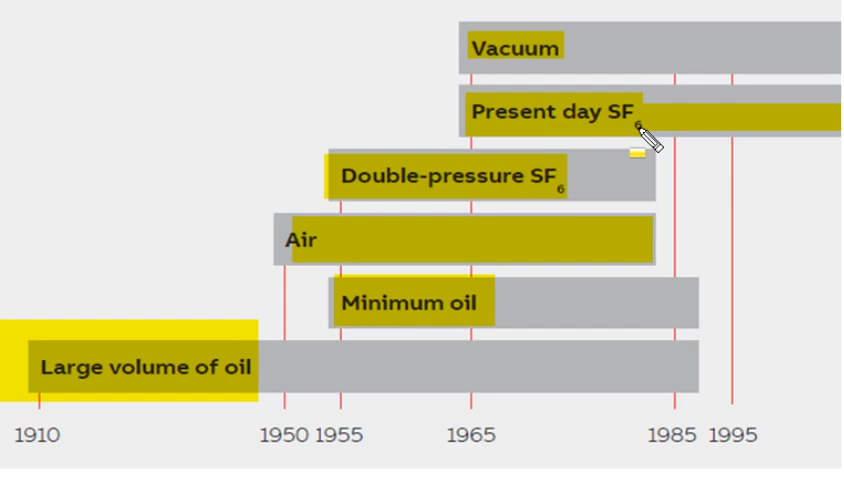 Vacuum
Present day SF₆
Double-pressure SF₆
Air
Minimum oil
Large volume of oil
1910 1950 1955 1965 1985 1995